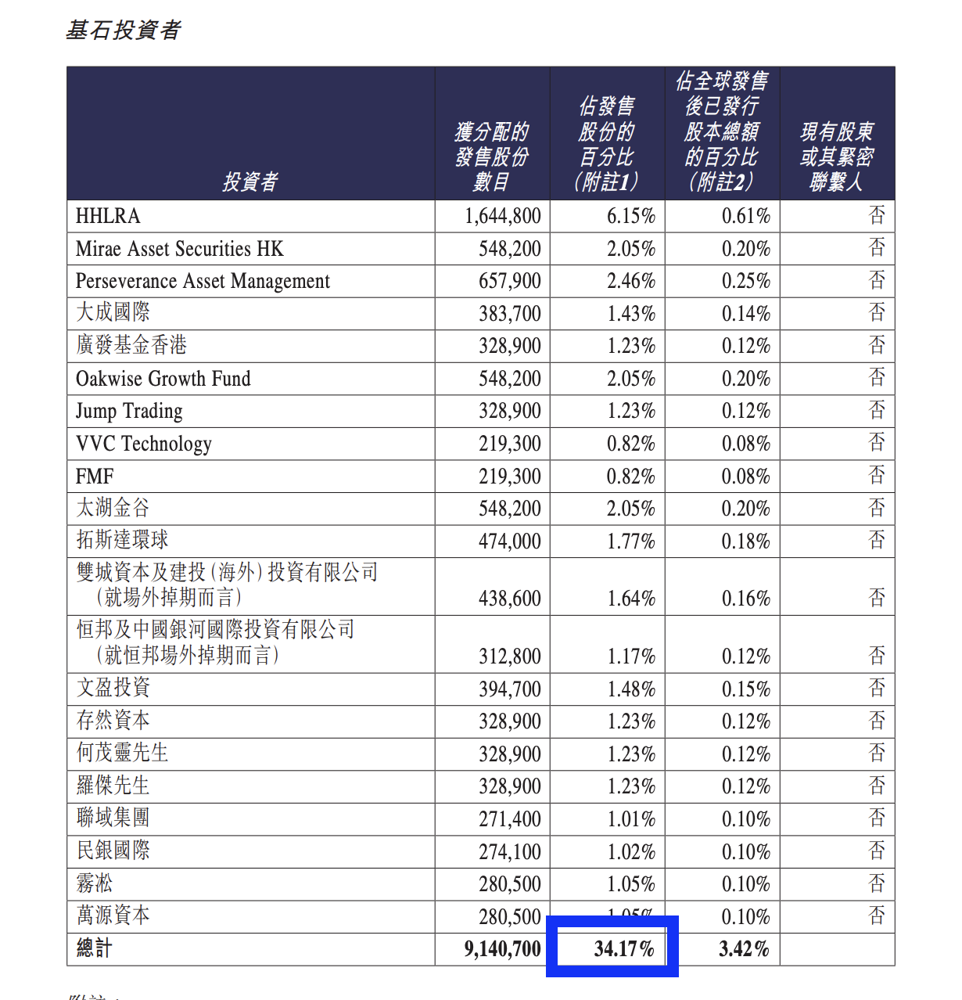 基石投資者
投資者
獲分配的
發售股份
數目
佔發售
股份的
百分比
（附註1）
佔全球發售
後已發行
股本總額
的百分比
（附註2）
現有股東
或其緊密
聯繫人
HHLRA 1,644,800 6.15% 0.61% 否
Mirae Asset Securities HK 548,200 2.05% 0.20% 否
Perseverance Asset Management 657,900 2.46% 0.25% 否
大成國際 383,700 1.43% 0.14% 否
廣發基金香港 328,900 1.23% 0.12% 否
Oakwise Growth Fund 548,200 2.05% 0.20% 否
Jump Trading 328,900 1.23% 0.12% 否
VVC Technology 219,300 0.82% 0.08% 否
FMF 219,300 0.82% 0.08% 否
太湖金谷 548,200 2.05% 0.20% 否
拓斯達環球 474,000 1.77% 0.18% 否
雙城資本及建投（海外）投資有限公司
（就場外掉期而言） 438,600 1.64% 0.16% 否
恒邦及中國銀河國際投資有限公司
（就恒邦場外掉期而言） 312,800 1.17% 0.12% 否
文盈投資 394,700 1.48% 0.15% 否
存然資本 328,900 1.23% 0.12% 否
何茂靈先生 328,900 1.23% 0.12% 否
羅傑先生 328,900 1.23% 0.12% 否
聯域集團 271,400 1.01% 0.10% 否
民銀國際 274,100 1.02% 0.10% 否
霧凇 280,500 1.05% 0.10% 否
萬源資本 280,500 1.05% 0.10% 否
總計 9,140,700 34.17% 3.42%